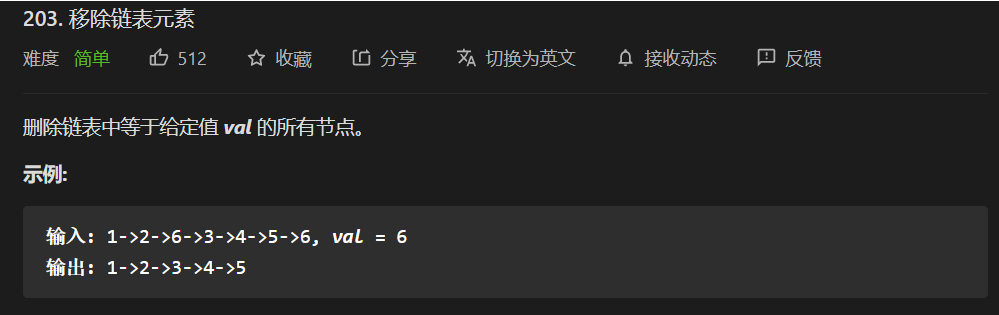 203. 移除链表元素
难度 简单 512 收藏 分享 切换为英文 接收动态 反馈
删除链表中等于给定值 val 的所有节点。
示例:
输入: 1->2->6->3->4->5->6, val = 6
输出: 1->2->3->4->5